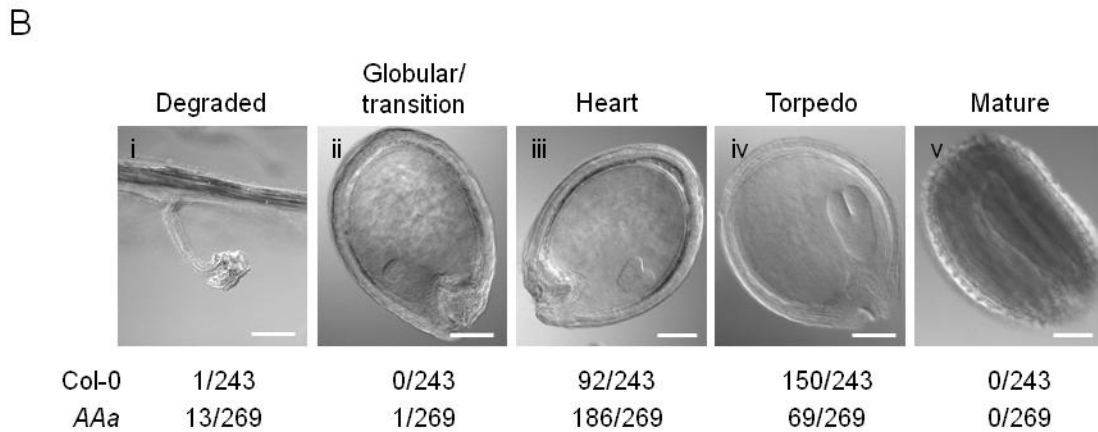 B
Degraded
Globular/
transition
Heart
Torpedo
Mature
i
ii
iii
iv
v
Col-0 1/243 0/243 92/243 150/243 0/243
AAa 13/269 1/269 186/269 69/269 0/269